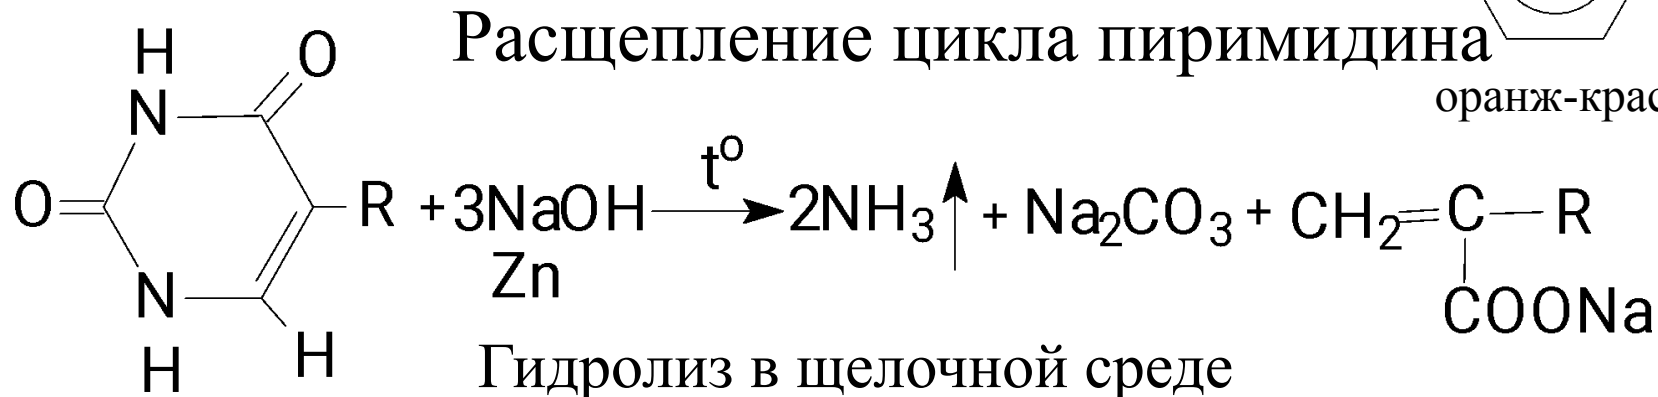 Расщепление цикла пиримидина
оранж-крас
H
O
N
t°
O
R + 3NaOH → 2NH₃ ↑ + Na₂CO₃ + CH₂=C—R
Zn
N
COONa
H
H
Гидролиз в щелочной среде